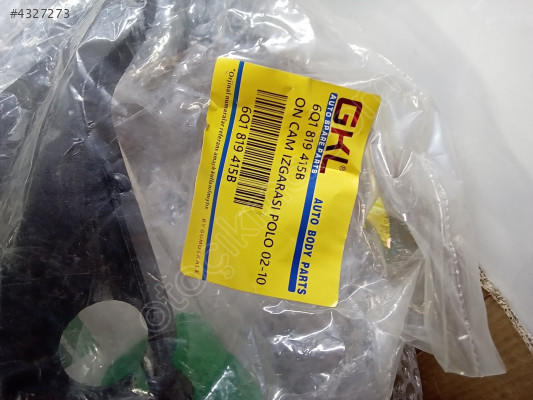 #4327273
GKL®
AUTO SPARE PARTS
AUTO BODY PARTS
6Q1 819 415B
ON CAM IZGARASI POLO 02-10
6Q1 819 415B